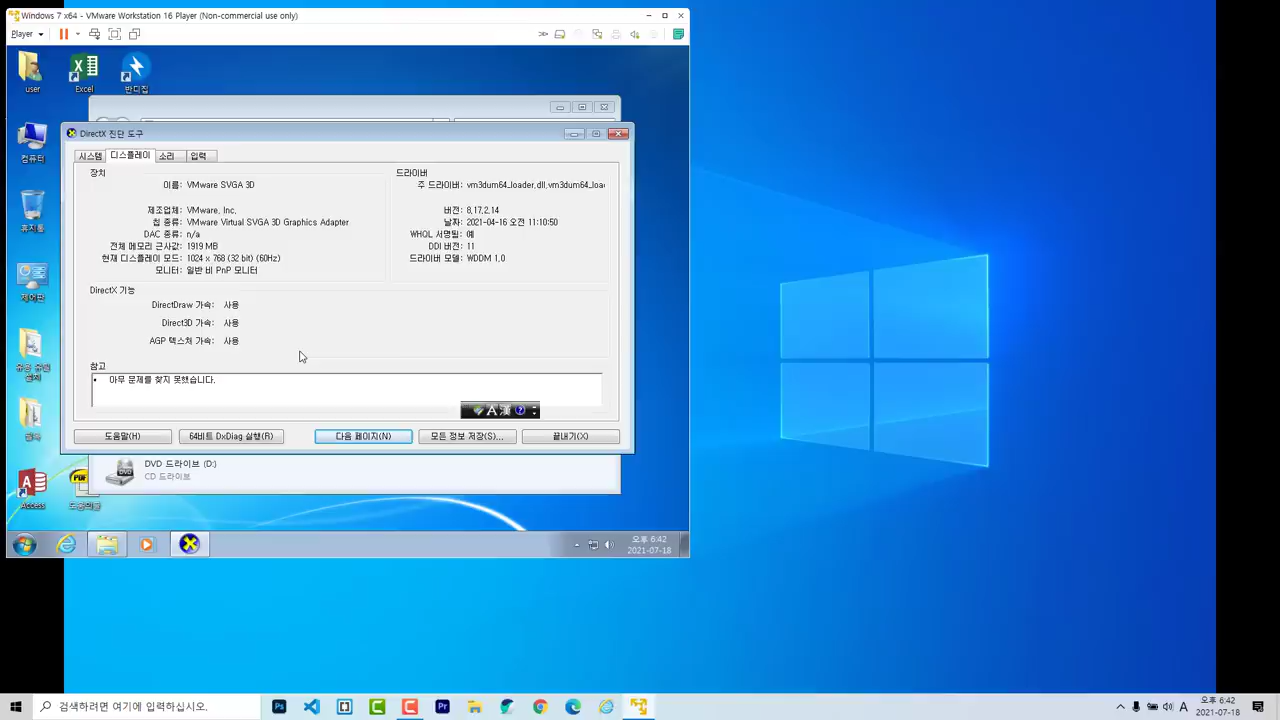 Windows 7 x64 - VMware Workstation 16 Player (Non-commercial use only)
Player
user
Excel
반디집
컴퓨터
휴지통
제어판
Access
DirectX 진단 도구
시스템 디스플레이 소리 입력
장치
이름: VMware SVGA 3D
제조업체: VMware, Inc.
칩 종류: VMware Virtual SVGA 3D Graphics Adapter
DAC 종류: n/a
전체 메모리 근사값: 1919 MB
현재 디스플레이 모드: 1024 x 768 (32 bit) (60Hz)
모니터: 일반 비 PnP 모니터
드라이버
주 드라이버: vm3dum64_loader.dll,vm3dum64_loa
버전: 8.17.2.14
날짜: 2021-04-16 오전 11:10:50
WHQL 서명됨: 예
DDI 버전: 11
드라이버 모델: WDDM 1.0
DirectX 기능
DirectDraw 가속: 사용
Direct3D 가속: 사용
AGP 텍스처 가속: 사용
참고
• 아무 문제를 찾지 못했습니다.
A 漢 ?
도움말(H) 64비트 DxDiag 실행(R) 다음 페이지(N) 모든 정보 저장(S)... 끝내기(X)
DVD 드라이브 (D:)
CD 드라이브
오후 6:42
2021-07-18
검색하려면 여기에 입력하십시오.
Ps
C
C
Pr
A
오후 6:42
2021-07-18